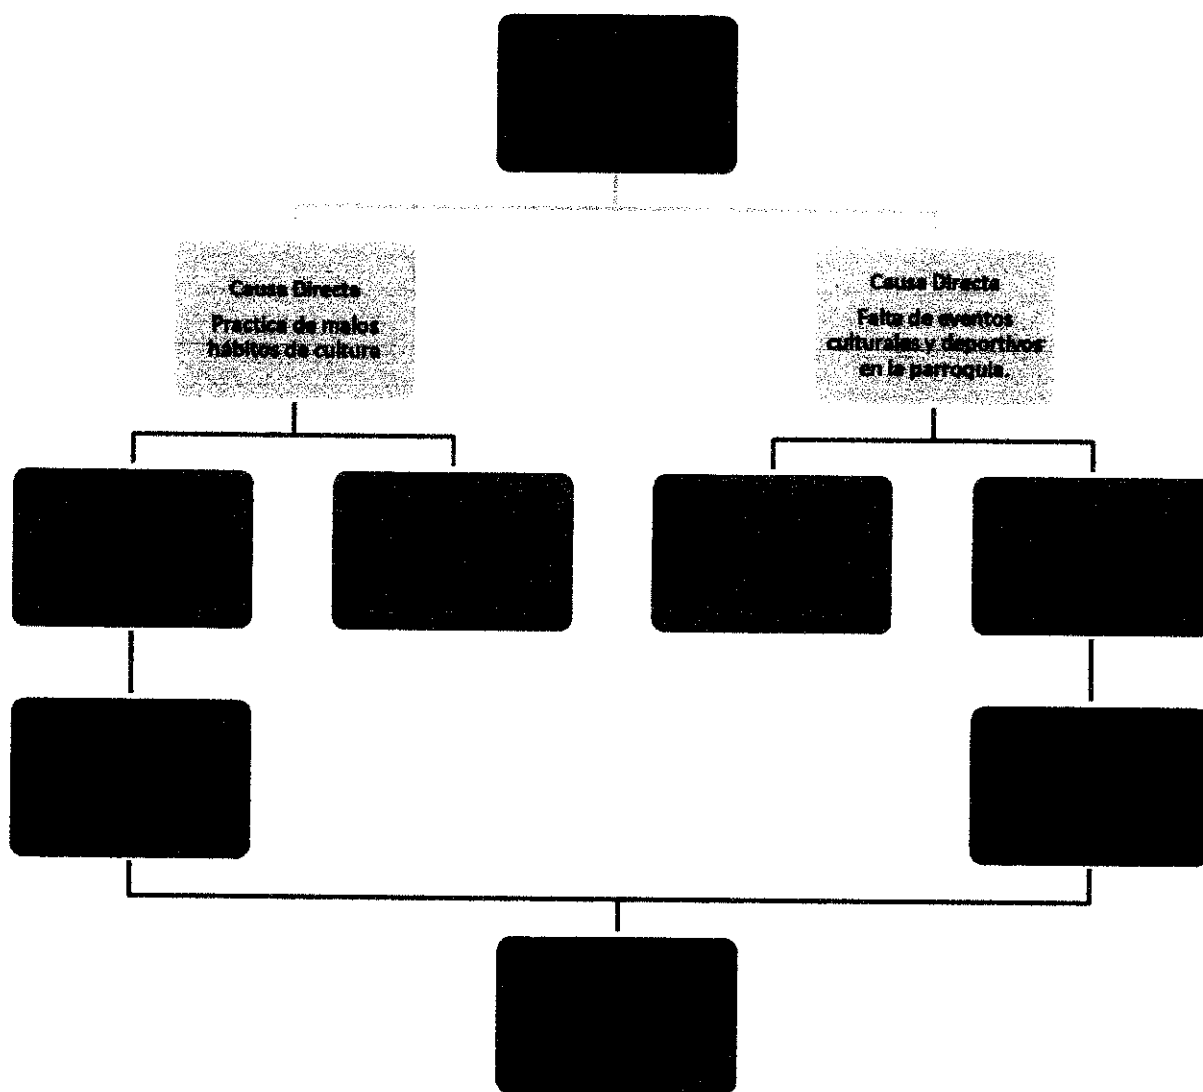 Causa Directa
Practica de malos
hábitos de cultura
Causa Directa
Falta de eventos
culturales y deportivos
en la parroquia.